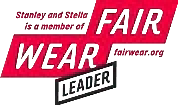 Stanley and Stella
is a member of
FAIR
WEAR
fairwear.org
LEADER